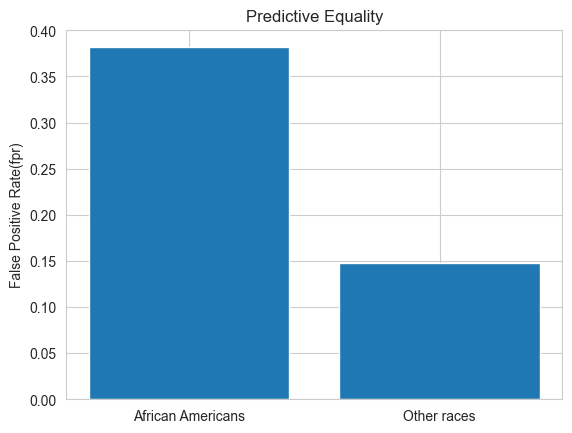 Predictive Equality
False Positive Rate(fpr)
0.40
0.35
0.30
0.25
0.20
0.15
0.10
0.05
0.00
African Americans
Other races